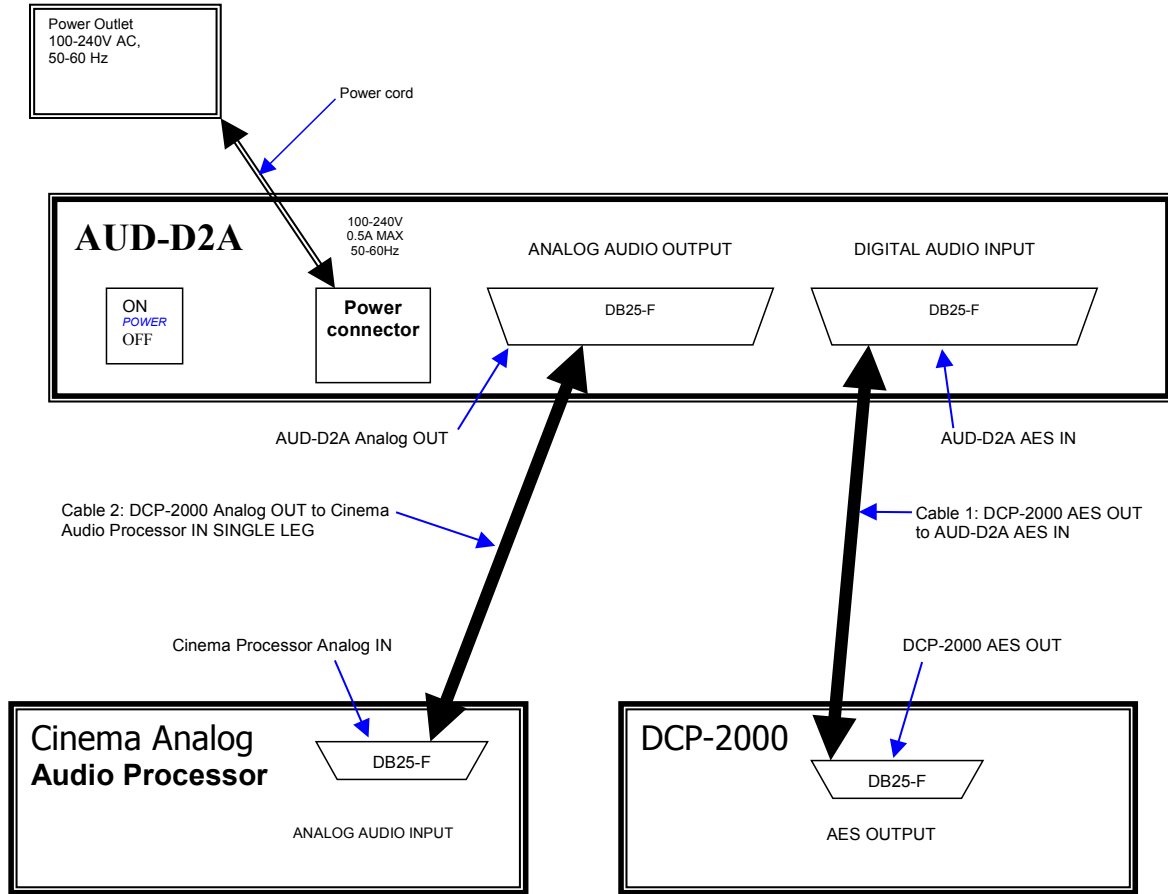 Power Outlet
100-240V AC,
50-60 Hz
Power cord
AUD-D2A
100-240V
0.5A MAX
50-60Hz
ANALOG AUDIO OUTPUT
DIGITAL AUDIO INPUT
ON
POWER
OFF
Power
connector
DB25-F
DB25-F
AUD-D2A Analog OUT
AUD-D2A AES IN
Cable 2: DCP-2000 Analog OUT to Cinema
Audio Processor IN SINGLE LEG
Cable 1: DCP-2000 AES OUT
to AUD-D2A AES IN
Cinema Processor Analog IN
DCP-2000 AES OUT
Cinema Analog
Audio Processor
DB25-F
ANALOG AUDIO INPUT
DCP-2000
DB25-F
AES OUTPUT